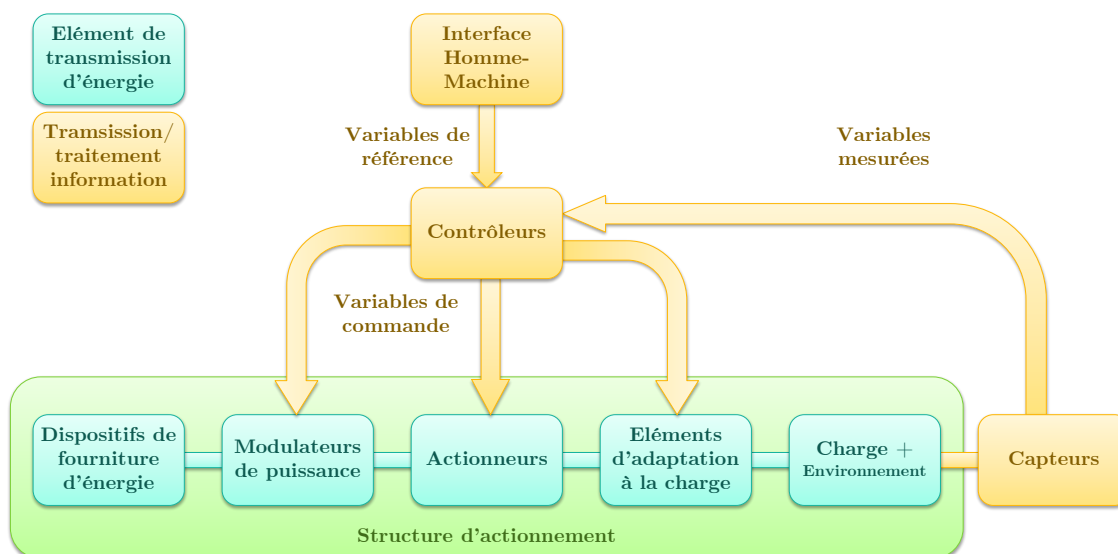 Elément de
transmission
d'énergie
Interface
Homme-
Machine
Tramsission/
traitement
information
Variables de
référence
Variables
mesurées
Contrôleurs
Variables de
commande
Dispositifs de
fourniture
d'énergie
Modulateurs
de puissance
Actionneurs
Eléments
d'adaptation
à la charge
Charge +
Environnement
Capteurs
Structure d'actionnement